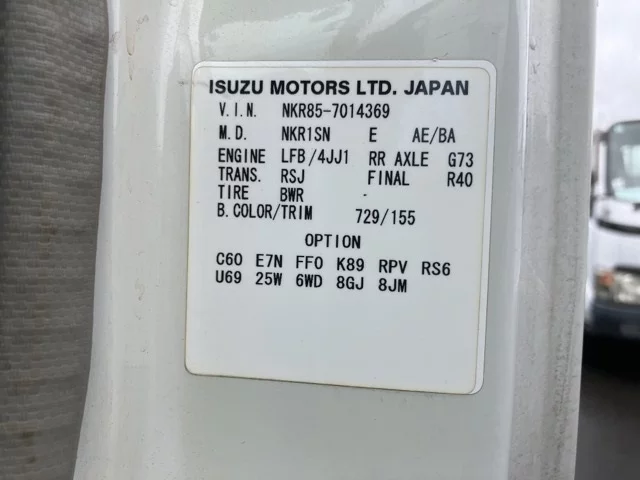 ISUZU MOTORS LTD. JAPAN
V.I.N. NKR85-7014369
M.D. NKR1SN E AE/BA
ENGINE LFB/4JJ1 RR AXLE G73
TRANS. RSJ FINAL R40
TIRE BWR -
B.COLOR/TRIM 729/155
OPTION
C60 E7N FF0 K89 RPV RS6
U69 25W 6WD 8GJ 8JM